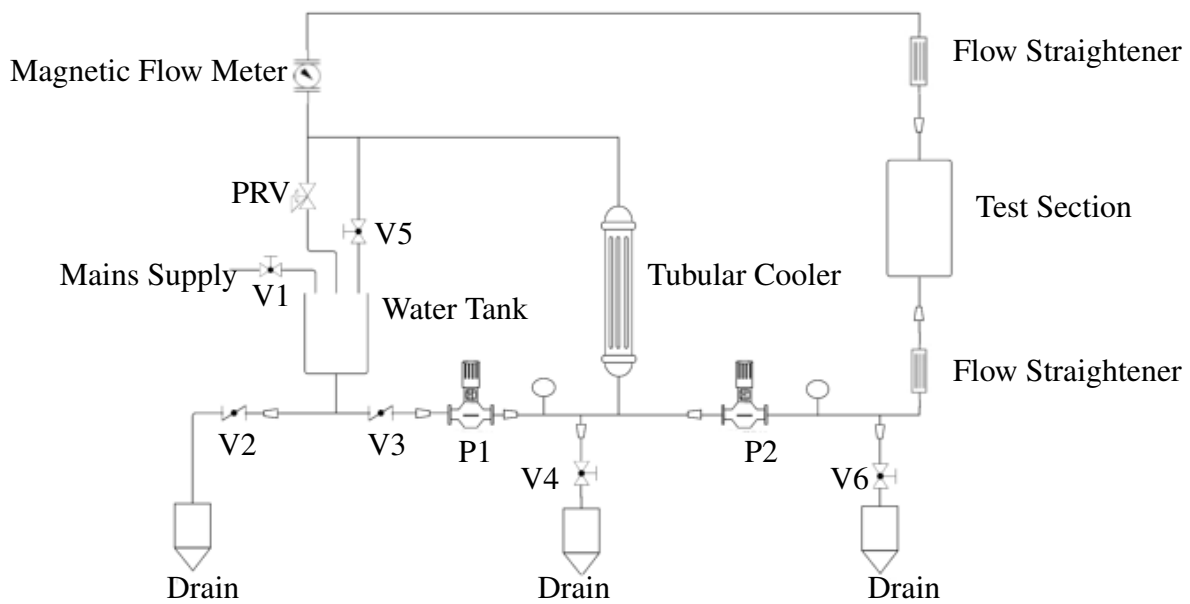 Flow Straightener
Magnetic Flow Meter
PRV
V5
Test Section
Mains Supply
V1
Tubular Cooler
Water Tank
Flow Straightener
V2
V3
P1
P2
V4
V6
Drain
Drain
Drain